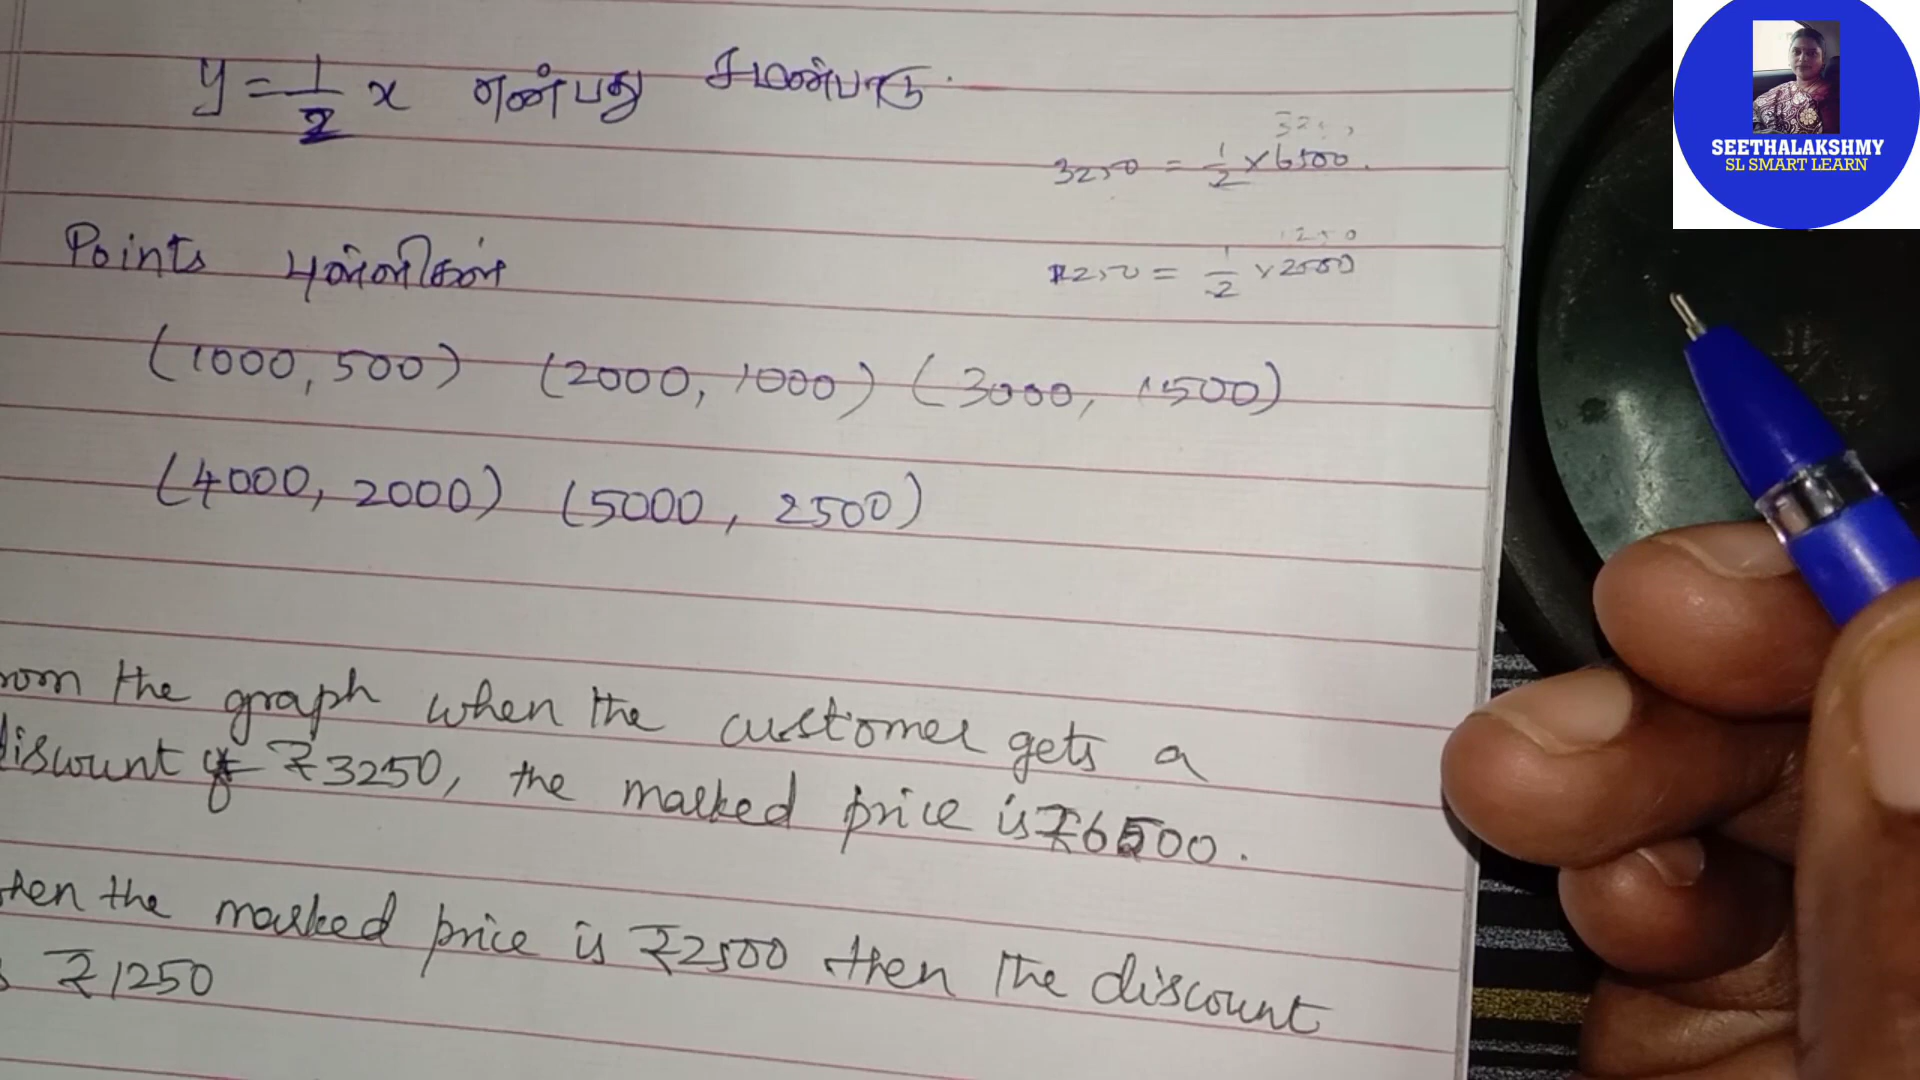 y = 1/2 x என்பது சமன்பாடு.
3250 = 1/2 × 6500.
Points புள்ளிகள்
1250 = 1/2 × 2500
(1000, 500) (2000, 1000) (3000, 1500)
(4000, 2000) (5000, 2500)
rom the graph when the customer gets a
discount of ₹3250, the marked price is ₹6500.
hen the marked price is ₹2500 then the discount
s ₹1250
SEETHALAKSHMY
SL SMART LEARN